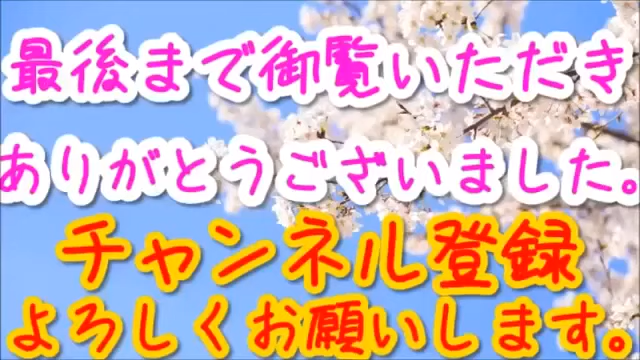 最後まで御覧いただき
ありがとうございました。
チャンネル登録
よろしくお願いします。